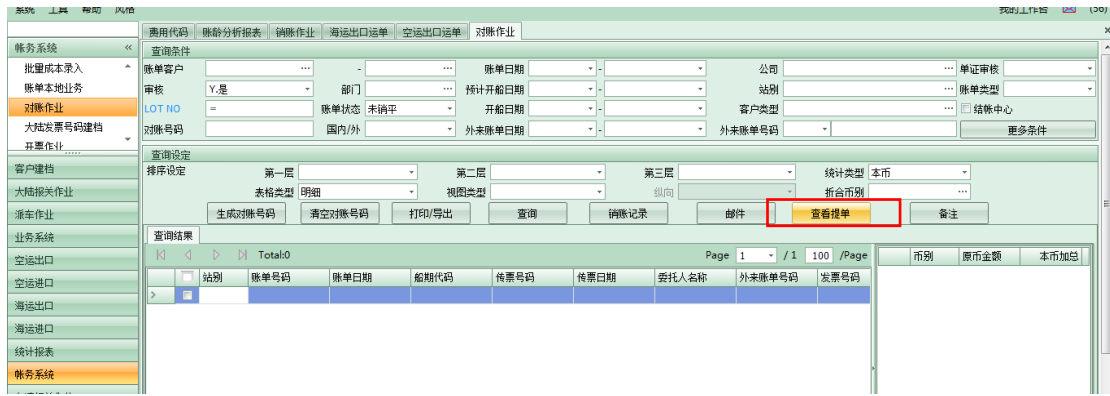 系统 工具 帮助 风格 我的工作台 (56)
费用代码 账龄分析报表 销账作业 海运出口运单 空运出口运单 对账作业 x
帐务系统 «
批里成本录入
账单本地业务
对账作业
大陆发票号码建档
开票作业
客户建档
大陆报关作业
派车作业
业务系统
空运出口
空运进口
海运出口
海运进口
统计报表
帐务系统
查询条件
账单客户 ... - ... 账单日期 - 公司 ... 单证审核
审核 Y.是 部门 ... 预计开船日期 - 站别 ... 账单类型
LOT NO = 账单状态 未销平 开船日期 - 客户类型 ... 结帐中心
对账号码 国内/外 外来账单日期 - 外来账单号码 更多条件
查询设定
排序设定 第一层 第二层 第三层 统计类型 本币
表格类型 明细 视图类型 纵向 折合币别 ...
生成对账号码 清空对账号码 打印/导出 查询 销账记录 邮件 查看提单 备注
查询结果
Total:0 Page 1 / 1 100 /Page
站别 账单号码 账单日期 船期代码 传票号码 传票日期 委托人名称 外来账单号码 发票号码
币别 原币金额 本币加总